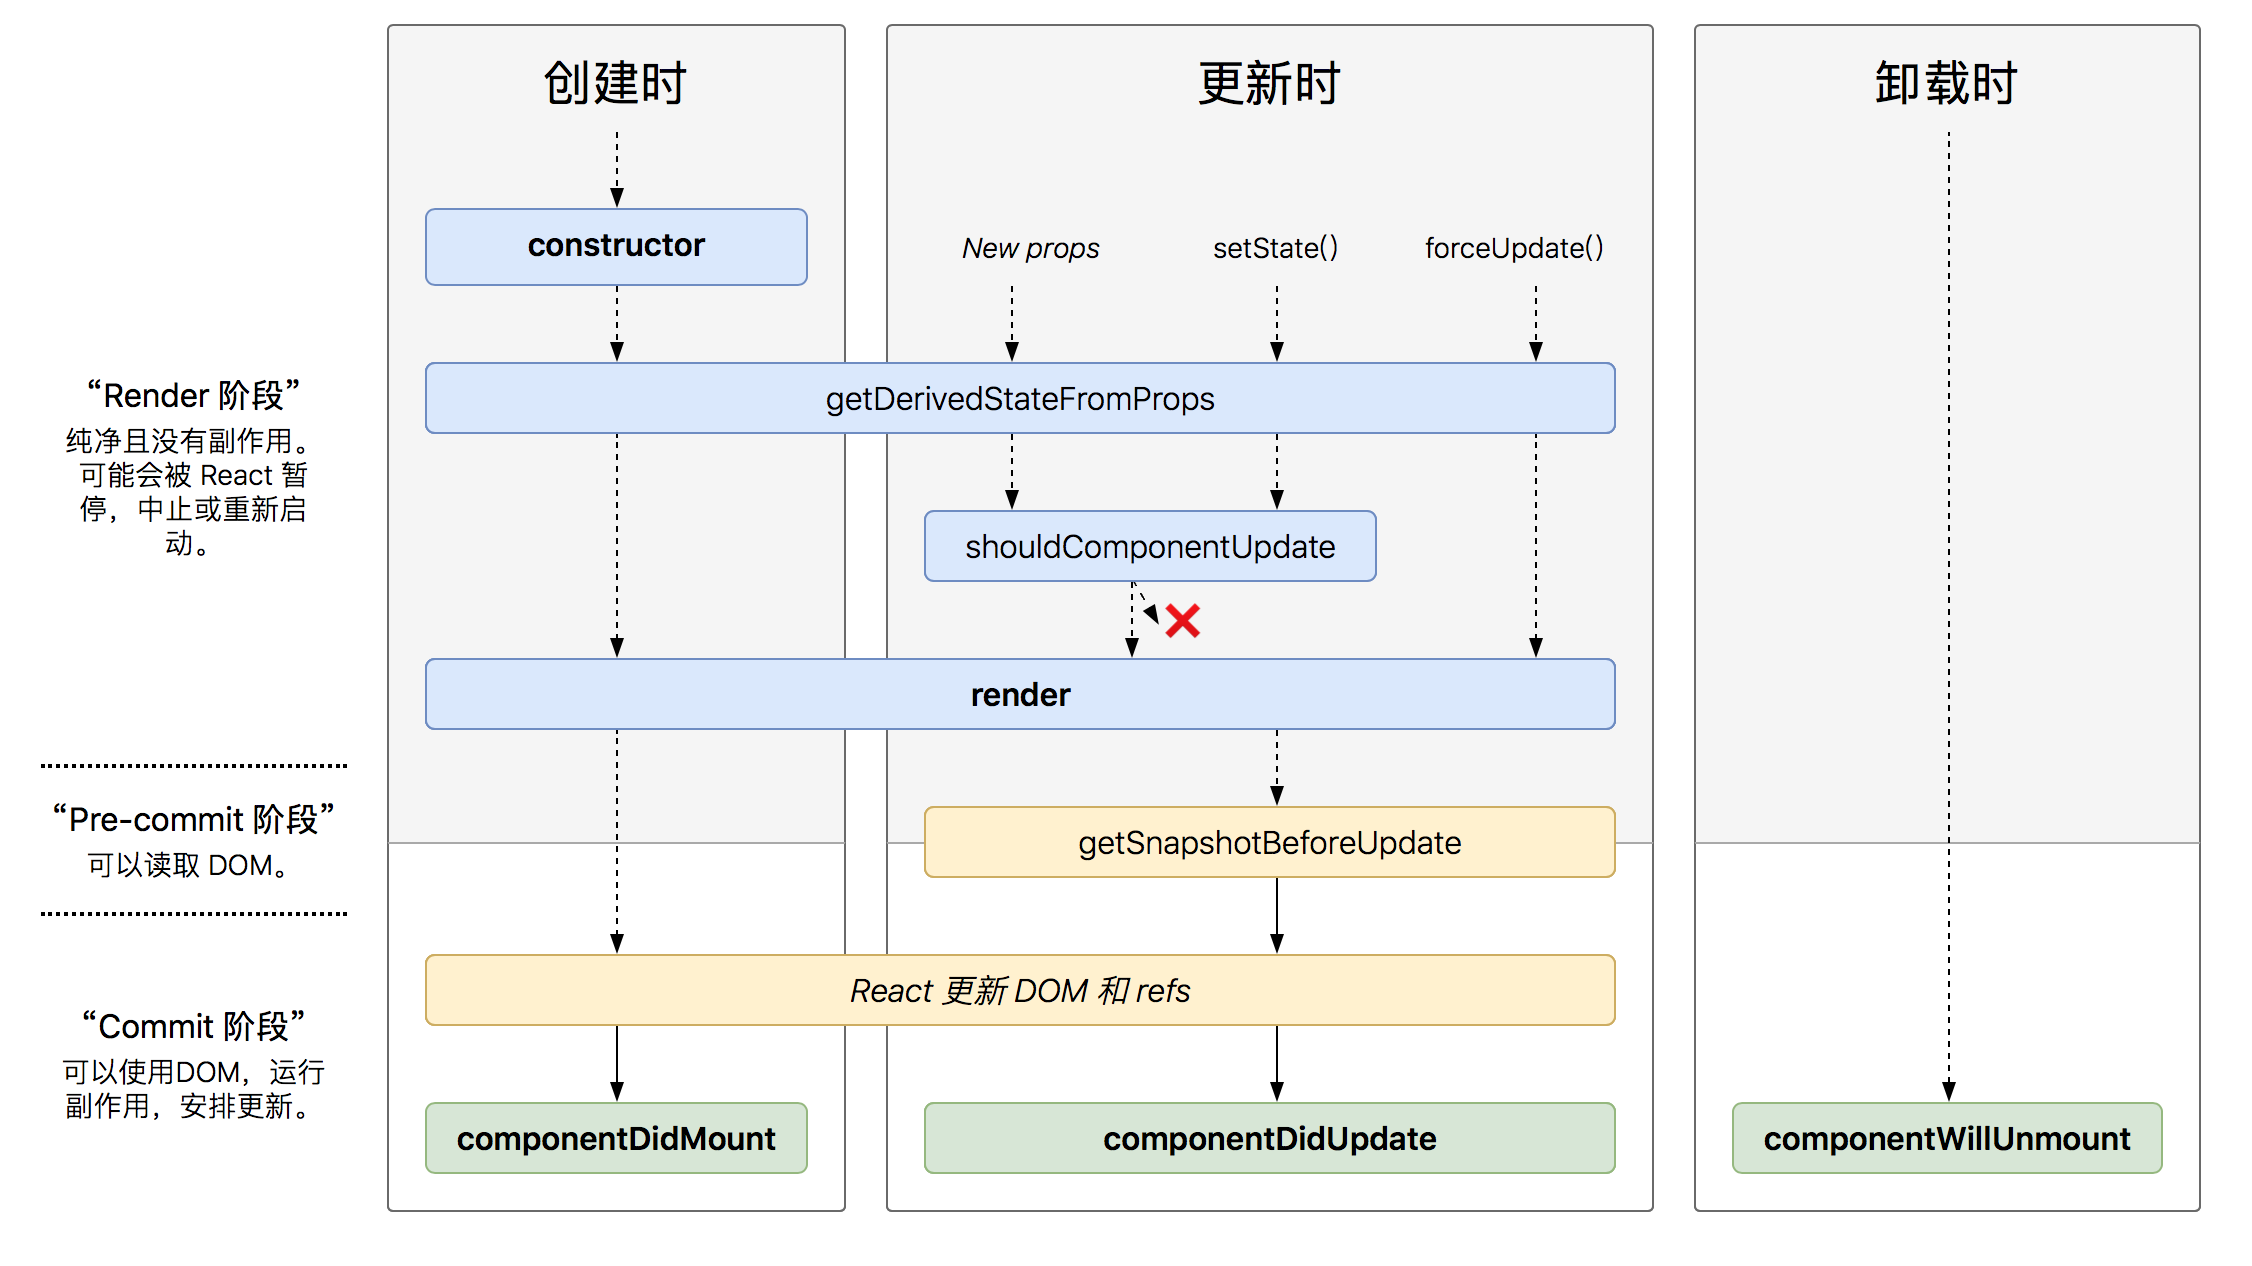 创建时
更新时
卸载时
constructor
New props
setState()
forceUpdate()
getDerivedStateFromProps
“Render 阶段”
纯净且没有副作用。
可能会被 React 暂
停，中止或重新启
动。
shouldComponentUpdate
render
“Pre-commit 阶段”
可以读取 DOM。
getSnapshotBeforeUpdate
React 更新 DOM 和 refs
“Commit 阶段”
可以使用DOM，运行
副作用，安排更新。
componentDidMount
componentDidUpdate
componentWillUnmount